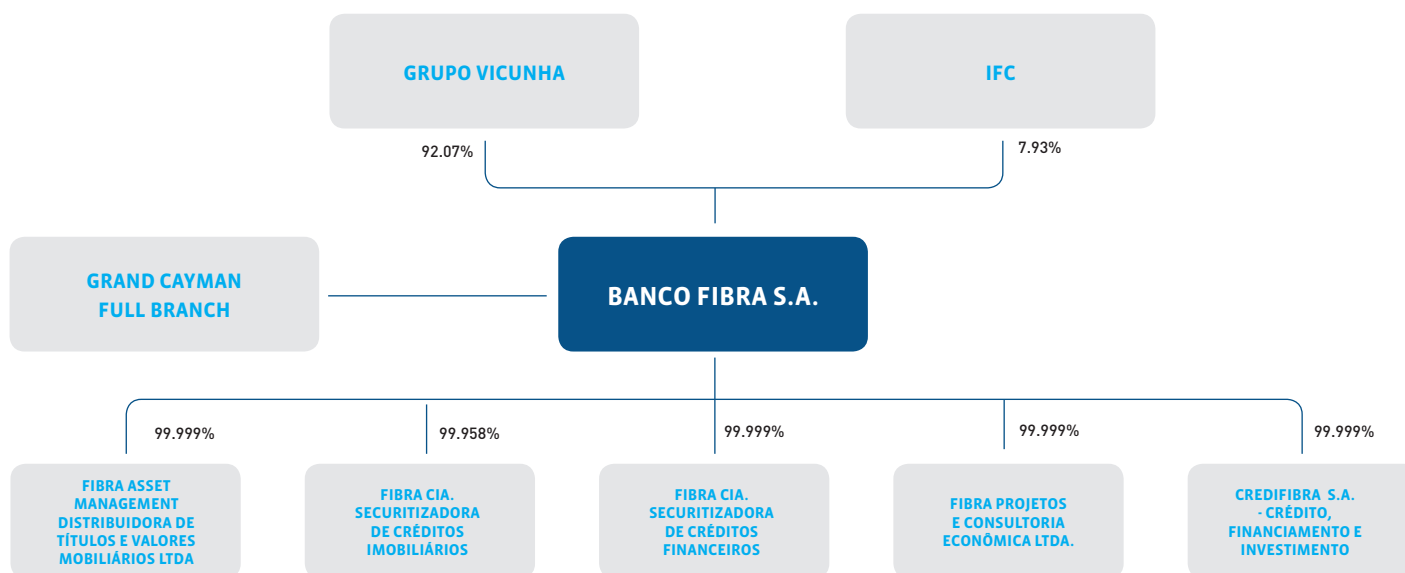 GRUPO VICUNHA
IFC
92.07%
7.93%
GRAND CAYMAN
FULL BRANCH
BANCO FIBRA S.A.
99.999%
99.958%
99.999%
99.999%
99.999%
FIBRA ASSET
MANAGEMENT
DISTRIBUIDORA DE
TÍTULOS E VALORES
MOBILIÁRIOS LTDA
FIBRA CIA.
SECURITIZADORA
DE CRÉDITOS
IMOBILIÁRIOS
FIBRA CIA.
SECURITIZADORA
DE CRÉDITOS
FINANCEIROS
FIBRA PROJETOS
E CONSULTORIA
ECONÔMICA LTDA.
CREDIFIBRA S.A.
- CRÉDITO,
FINANCIAMENTO E
INVESTIMENTO